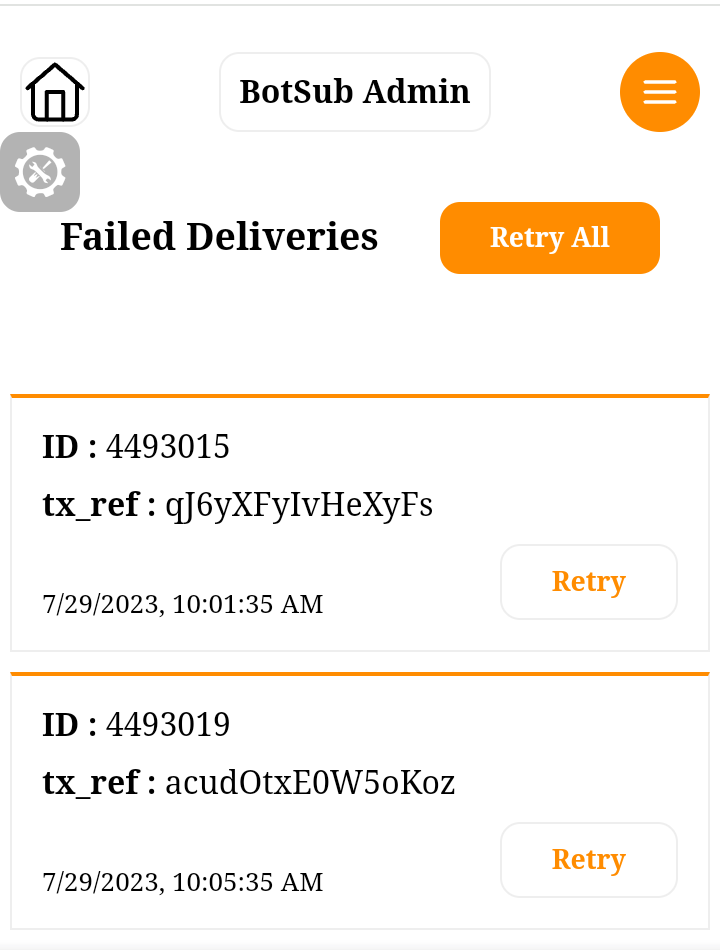 BotSub Admin
Failed Deliveries
Retry All
ID : 4493015
tx_ref : qJ6yXFyIvHeXyFs
Retry
7/29/2023, 10:01:35 AM
ID : 4493019
tx_ref : acudOtxE0W5oKoz
Retry
7/29/2023, 10:05:35 AM